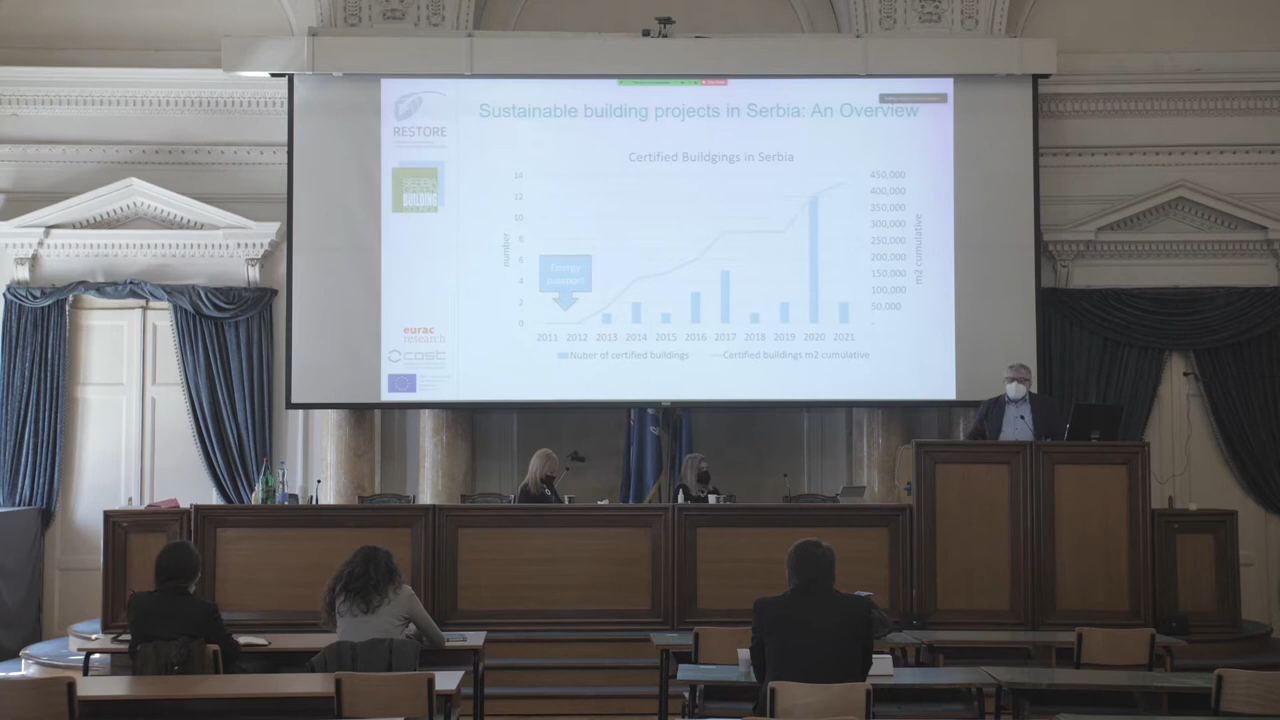 Sustainable building projects in Serbia: An Overview
RESTORE
SERBIA
GREEN
BUILDING
COUNCIL
Certified Buildgings in Serbia
14
12
10
8
6
4
2
0
number
Energy
passport
450,000
400,000
350,000
300,000
250,000
200,000
150,000
100,000
50,000
-
m2 cumulative
2011 2012 2013 2014 2015 2016 2017 2018 2019 2020 2021
Nuber of certified buildings
Certified buildings m2 cumulative
eurac
research
cost